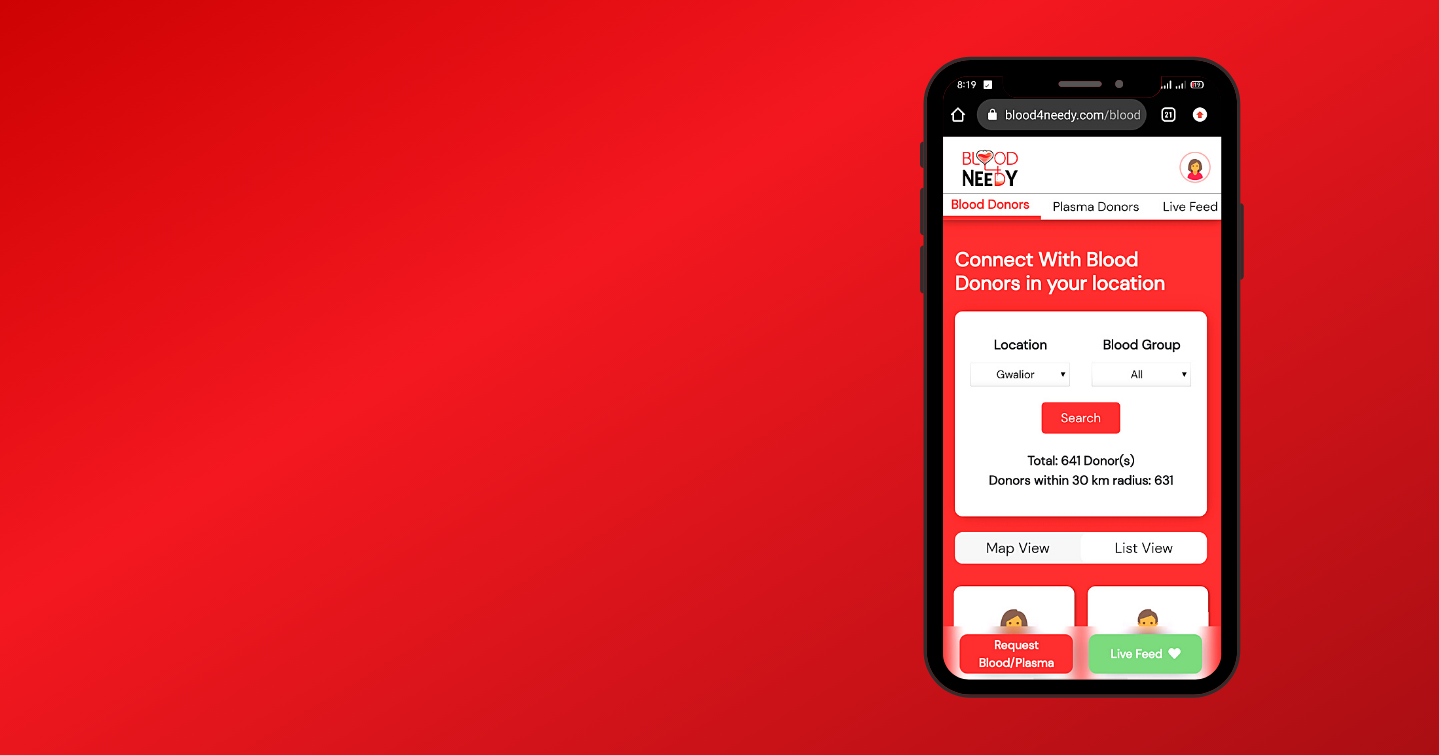 8:19
blood4needy.com/blood
21
BLOOD
NEEDY
Blood Donors Plasma Donors Live Feed
Connect With Blood
Donors in your location
Location Blood Group
Gwalior All
Search
Total: 641 Donor(s)
Donors within 30 km radius: 631
Map View List View
Request
Blood/Plasma
Live Feed